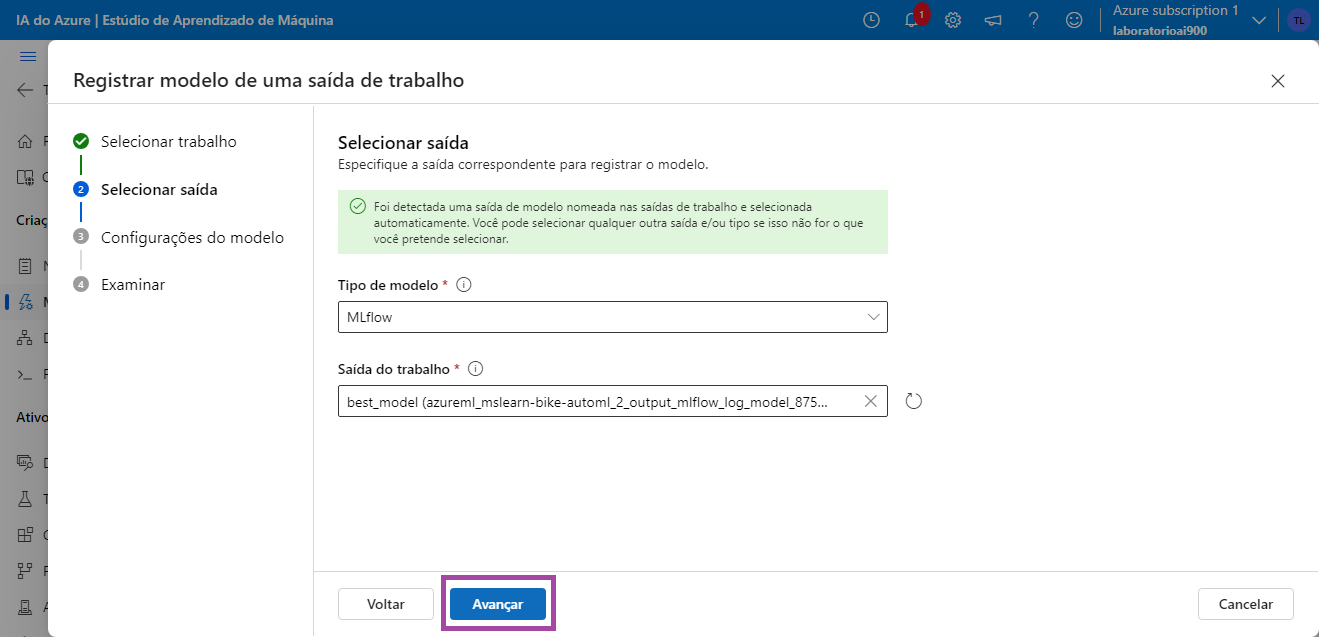 IA do Azure | Estúdio de Aprendizado de Máquina
1
Azure subscription 1
laboratorioai900
TL
Registrar modelo de uma saída de trabalho
Selecionar trabalho
2 Selecionar saída
3 Configurações do modelo
4 Examinar
Criaç
Ativo
Selecionar saída
Especifique a saída correspondente para registrar o modelo.
Foi detectada uma saída de modelo nomeada nas saídas de trabalho e selecionada
automaticamente. Você pode selecionar qualquer outra saída e/ou tipo se isso não for o que
você pretende selecionar.
Tipo de modelo *
MLflow
Saída do trabalho *
best_model (azureml_mslearn-bike-automl_2_output_mlflow_log_model_875...
Voltar
Avançar
Cancelar